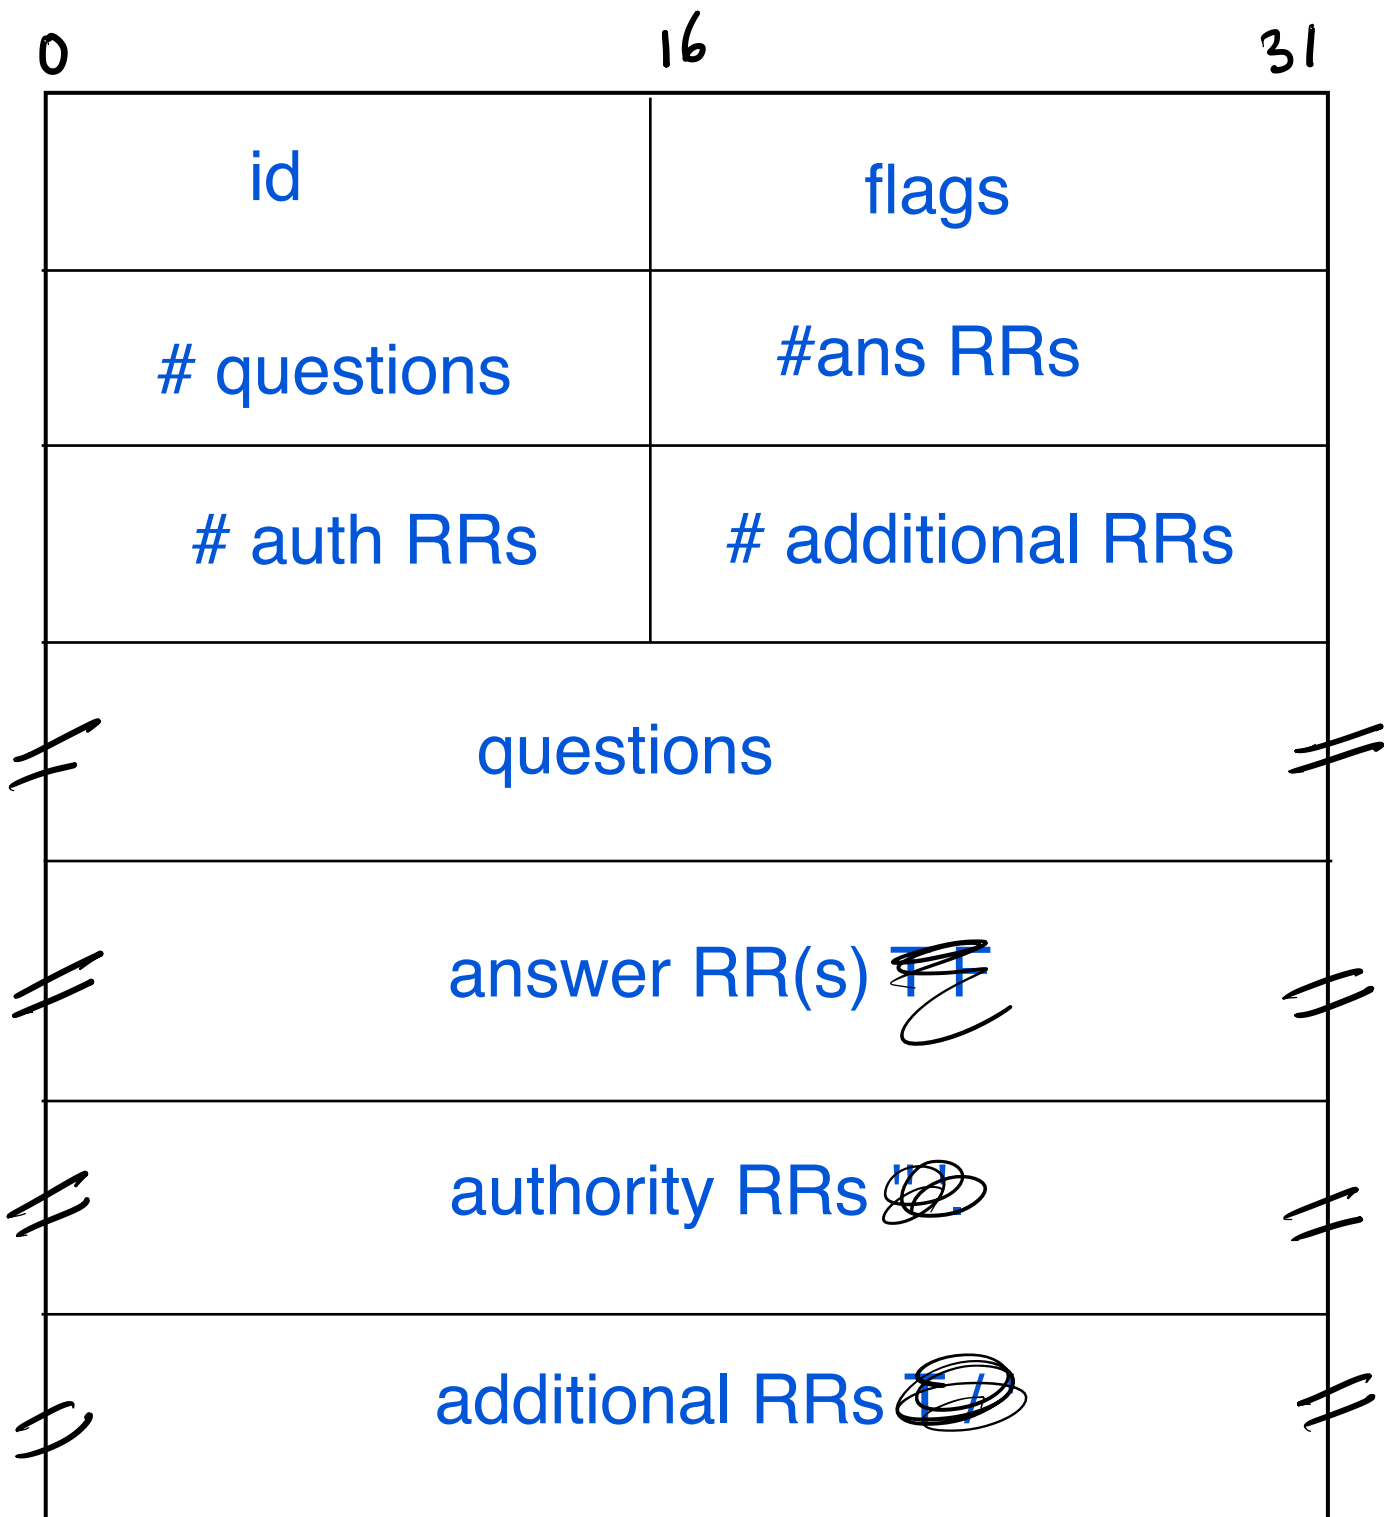 0 16 31
id flags
# questions #ans RRs
# auth RRs # additional RRs
questions
answer RR(s)
authority RRs
additional RRs